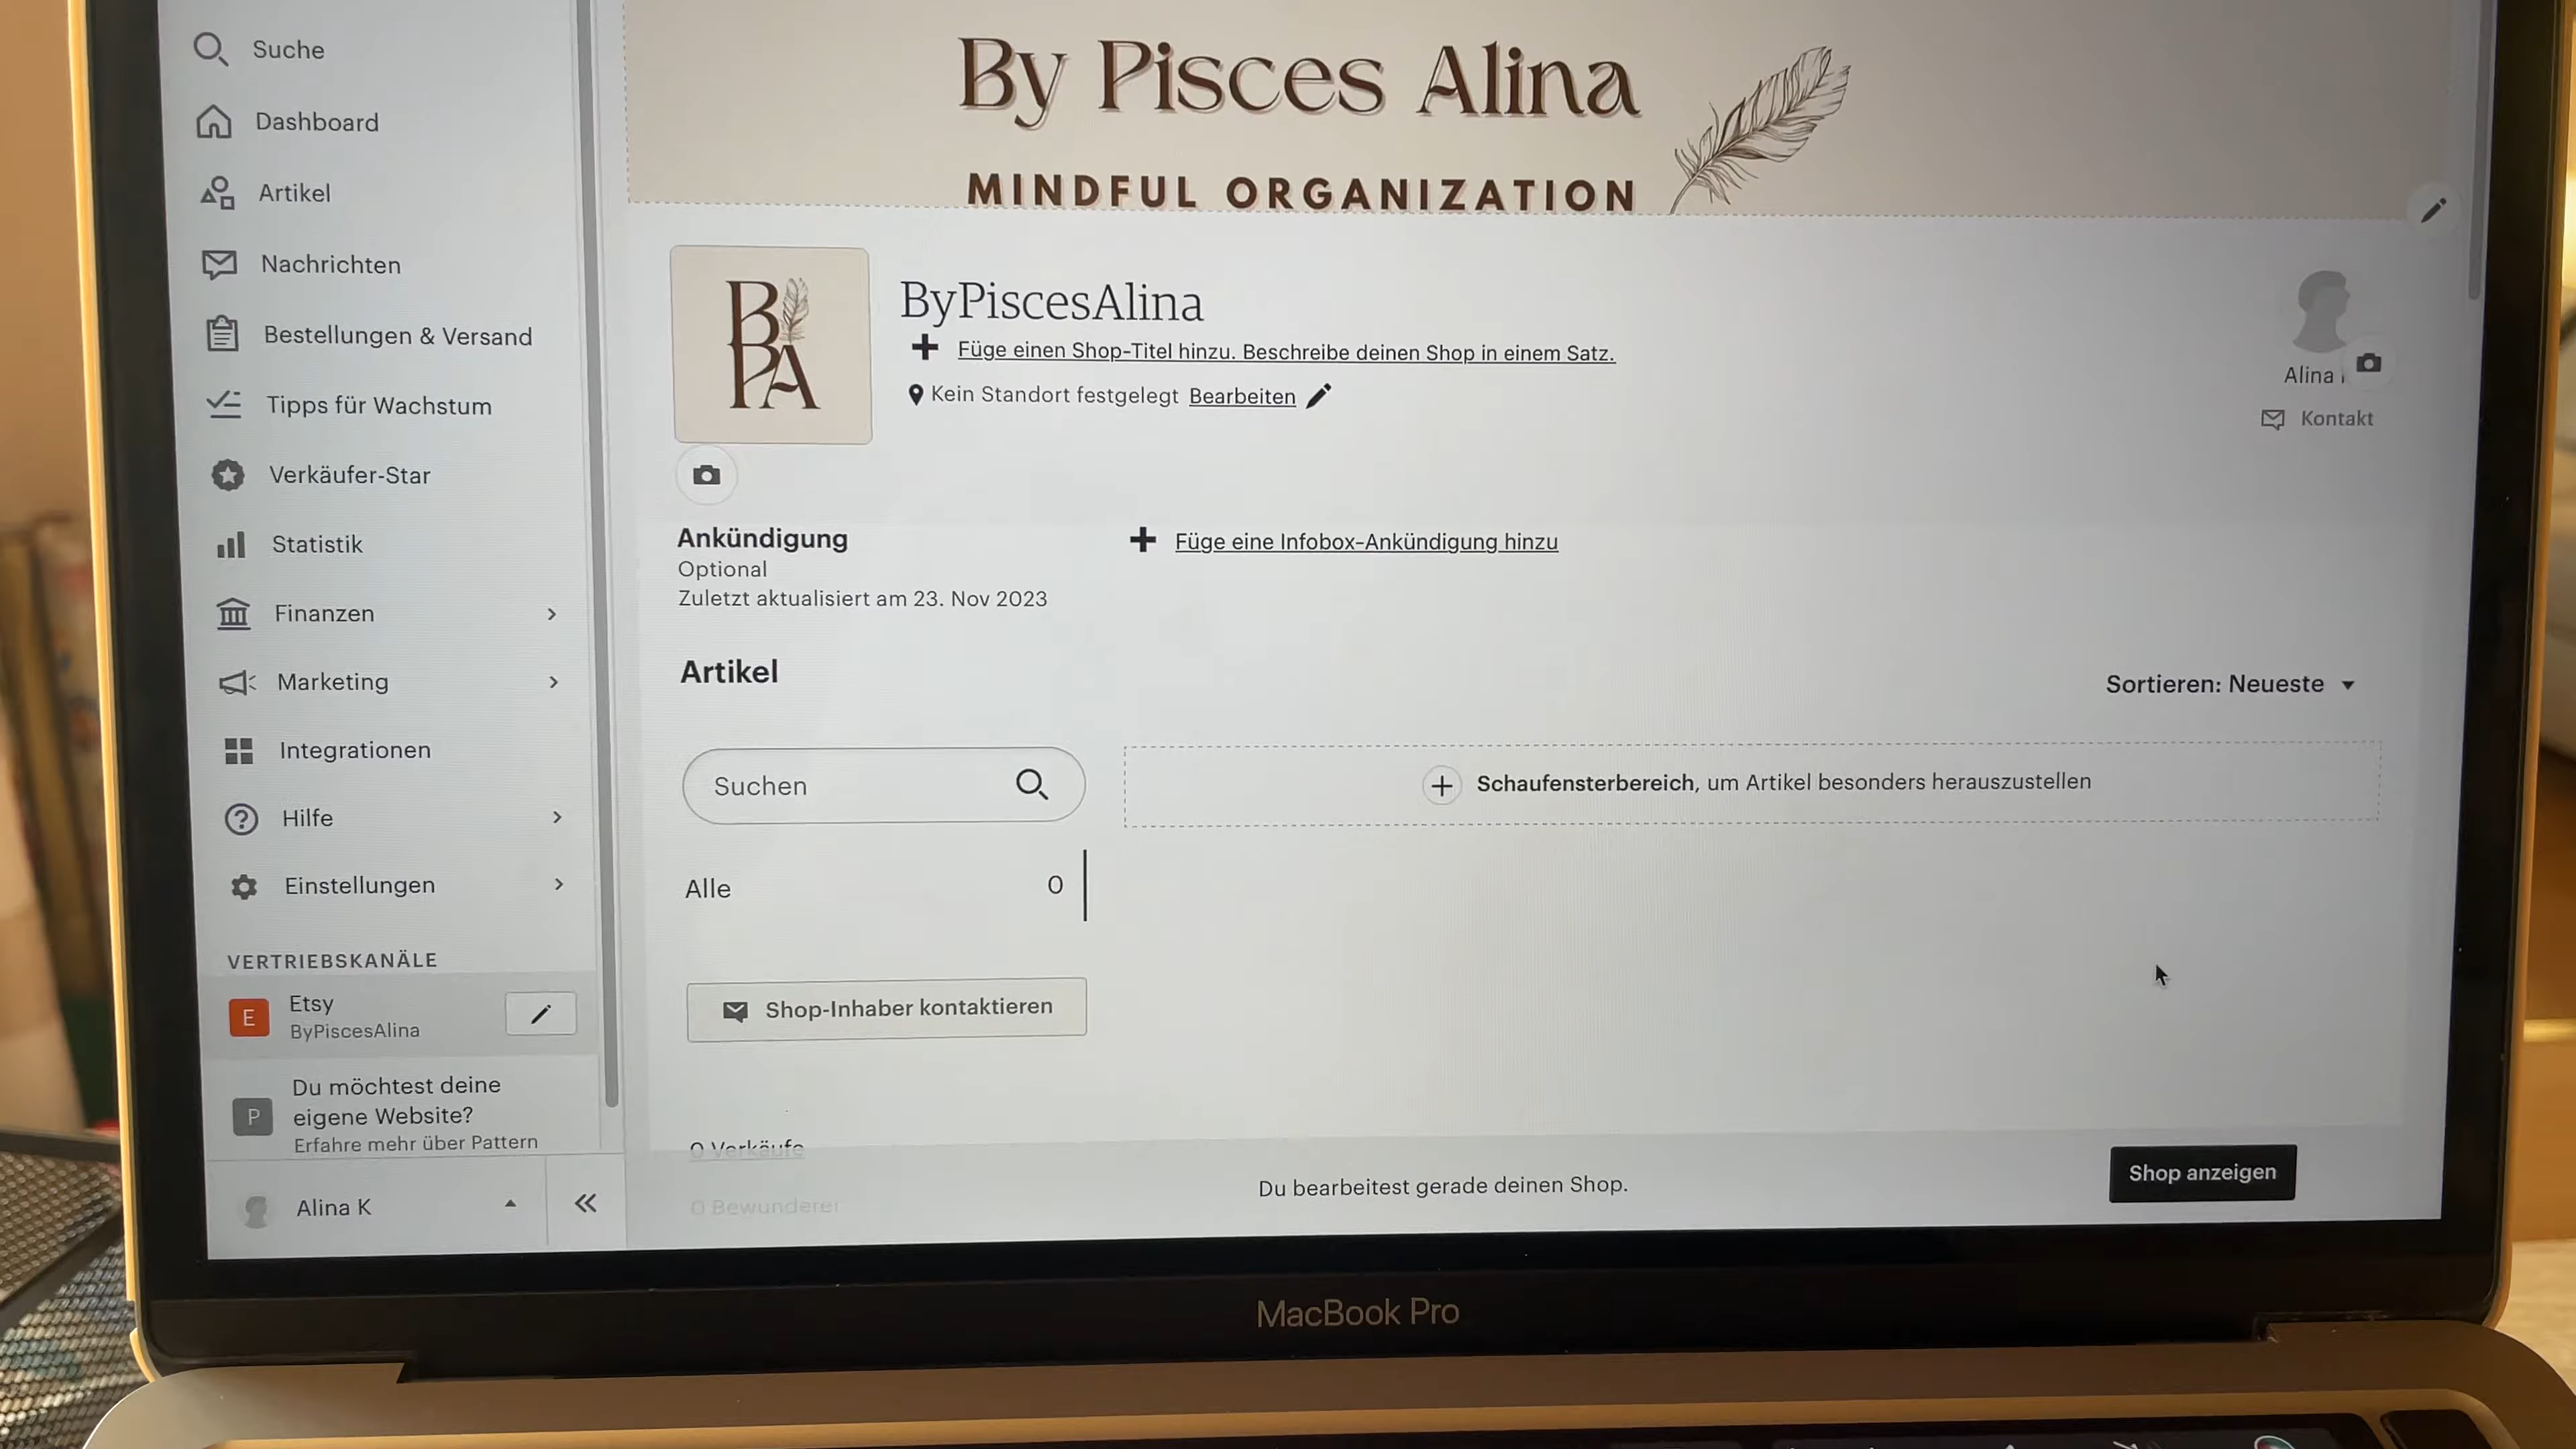 Suche
Dashboard
Artikel
Nachrichten
Bestellungen & Versand
Tipps für Wachstum
Verkäufer-Star
Statistik
Finanzen
Marketing
Integrationen
Hilfe
Einstellungen
VERTRIEBSKANÄLE
E
Etsy
ByPiscesAlina
P
Du möchtest deine
eigene Website?
Erfahre mehr über Pattern
Alina K
By Pisces Alina
MINDFUL ORGANIZATION
B
PA
ByPiscesAlina
Füge einen Shop-Titel hinzu. Beschreibe deinen Shop in einem Satz.
Kein Standort festgelegt Bearbeiten
Alina
Kontakt
Ankündigung
Optional
Zuletzt aktualisiert am 23. Nov 2023
Füge eine Infobox-Ankündigung hinzu
Artikel
Sortieren: Neueste
Suchen
Schaufensterbereich, um Artikel besonders herauszustellen
Alle 0
Shop-Inhaber kontaktieren
0 Verkäufe
0 Bewunderer
Du bearbeitest gerade deinen Shop.
Shop anzeigen
MacBook Pro